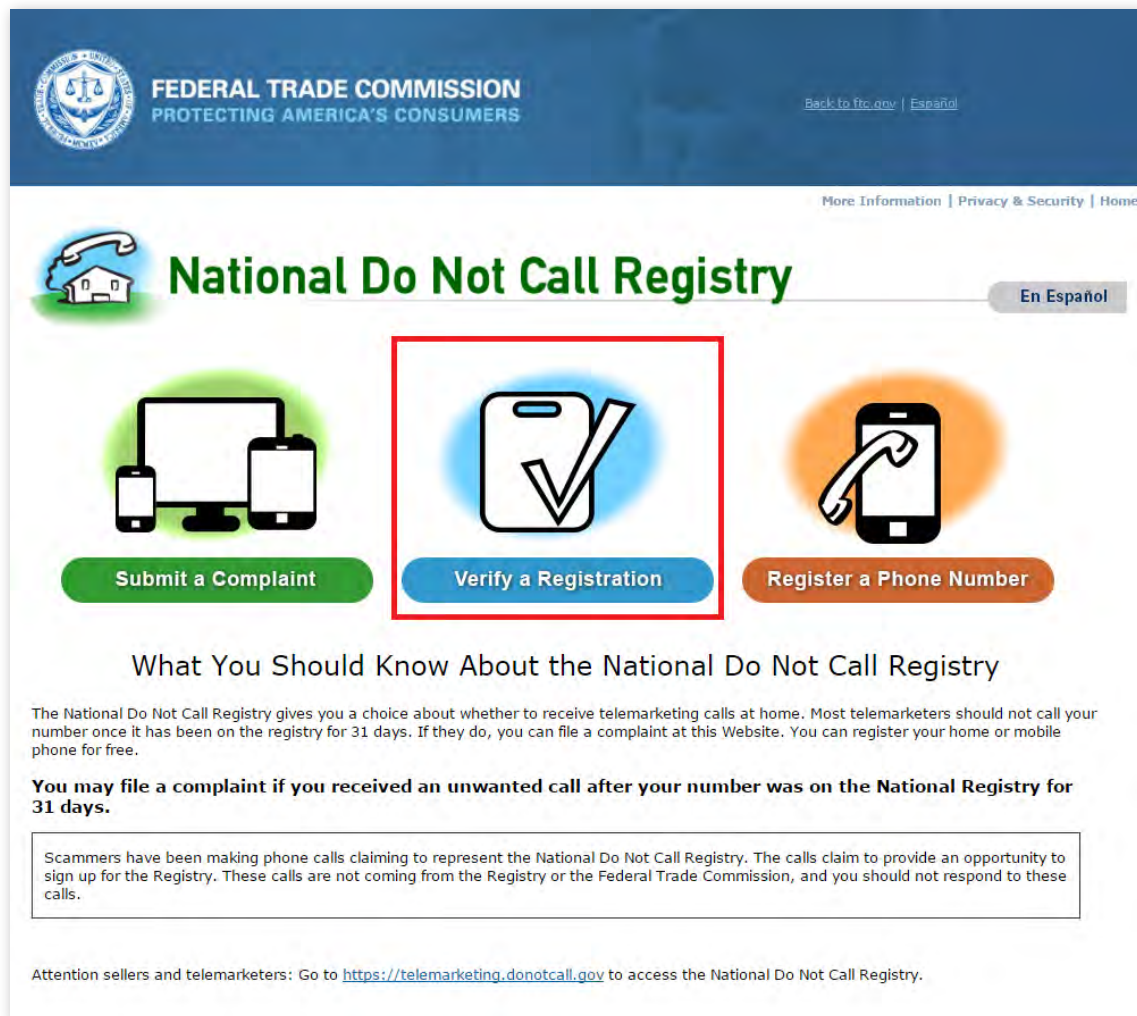 FEDERAL TRADE COMMISSION
PROTECTING AMERICA'S CONSUMERS
Back to ftc.gov | Español
More Information | Privacy & Security | Home
National Do Not Call Registry
En Español
Submit a Complaint
Verify a Registration
Register a Phone Number
What You Should Know About the National Do Not Call Registry
The National Do Not Call Registry gives you a choice about whether to receive telemarketing calls at home. Most telemarketers should not call your
number once it has been on the registry for 31 days. If they do, you can file a complaint at this Website. You can register your home or mobile
phone for free.
You may file a complaint if you received an unwanted call after your number was on the National Registry for
31 days.
Scammers have been making phone calls claiming to represent the National Do Not Call Registry. The calls claim to provide an opportunity to
sign up for the Registry. These calls are not coming from the Registry or the Federal Trade Commission, and you should not respond to these
calls.
Attention sellers and telemarketers: Go to https://telemarketing.donotcall.gov to access the National Do Not Call Registry.